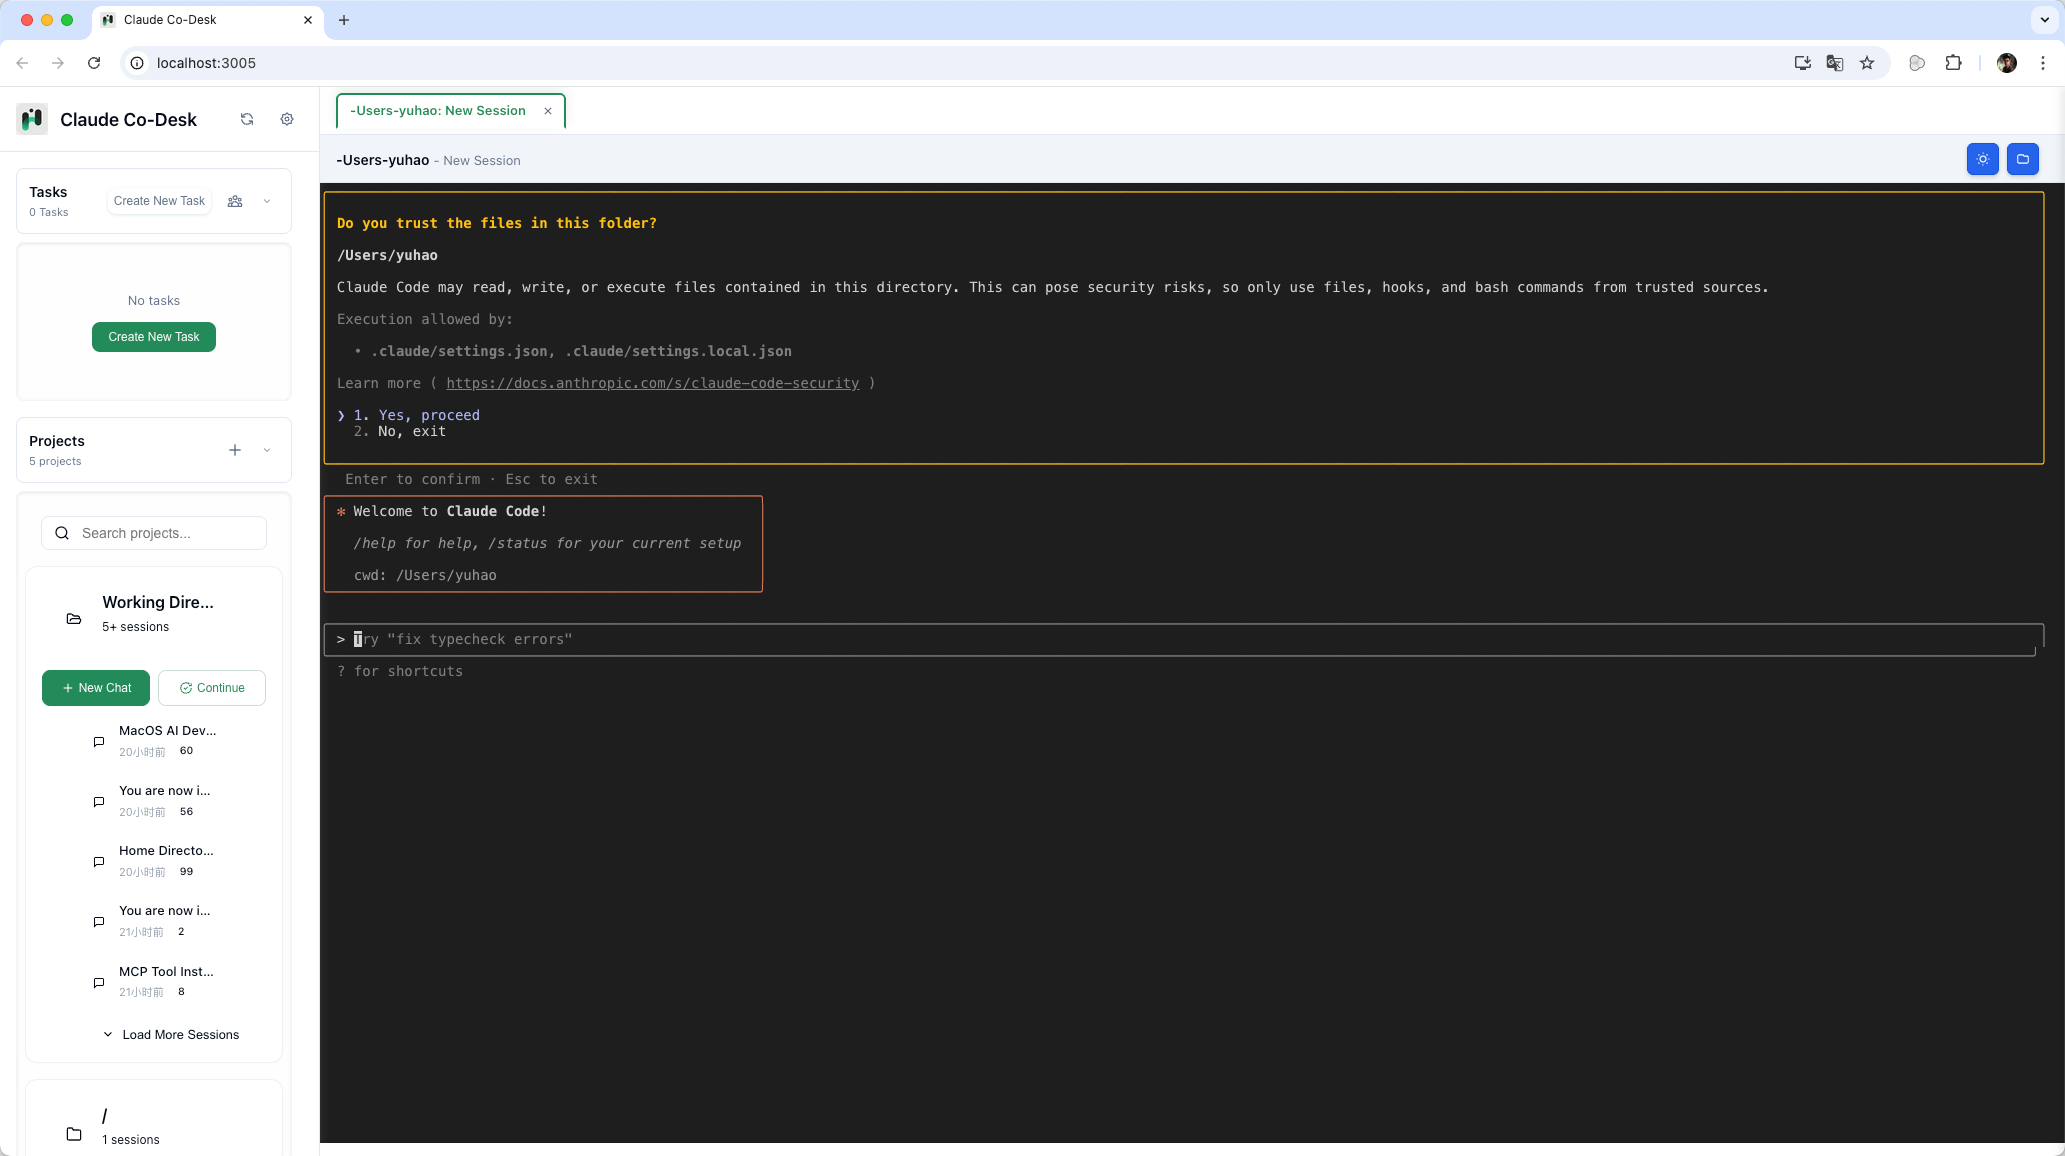 Claude Co-Desk
localhost:3005
Claude Co-Desk
Tasks
0 Tasks
Create New Task
No tasks
Create New Task
Projects
5 projects
Search projects...
Working Dire...
5+ sessions
New Chat
Continue
MacOS AI Dev...
20小时前 60
You are now i...
20小时前 56
Home Directo...
20小时前 99
You are now i...
21小时前 2
MCP Tool Inst...
21小时前 8
Load More Sessions
/
1 sessions
-Users-yuhao: New Session
-Users-yuhao - New Session
Do you trust the files in this folder?
/Users/yuhao
Claude Code may read, write, or execute files contained in this directory. This can pose security risks, so only use files, hooks, and bash commands from trusted sources.
Execution allowed by:
• .claude/settings.json, .claude/settings.local.json
Learn more ( https://docs.anthropic.com/s/claude-code-security )
❯ 1. Yes, proceed
2. No, exit
Enter to confirm · Esc to exit
✻ Welcome to Claude Code!
/help for help, /status for your current setup
cwd: /Users/yuhao
> Try "fix typecheck errors"
? for shortcuts